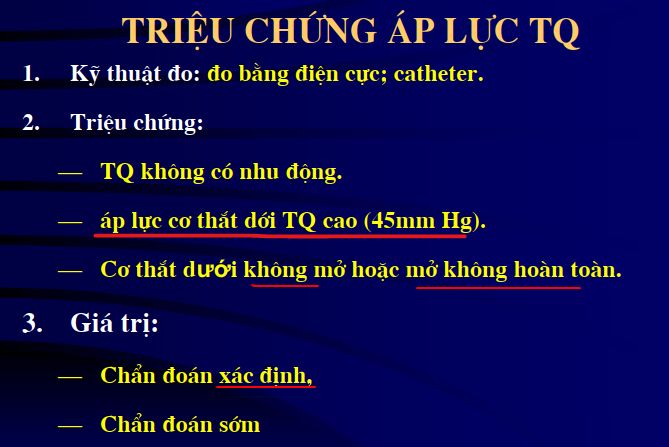 TRIỆU CHỨNG ÁP LỰC TQ
1. Kỹ thuật đo: đo bằng điện cực; catheter.
2. Triệu chứng:
— TQ không có nhu động.
— áp lực cơ thắt dới TQ cao (45mm Hg).
— Cơ thắt dưới không mở hoặc mở không hoàn toàn.
3. Giá trị:
— Chẩn đoán xác định,
— Chẩn đoán sớm